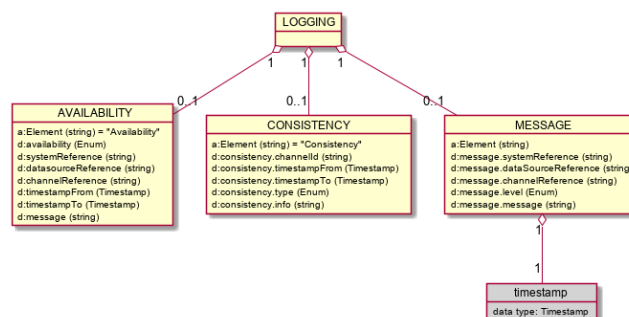 LOGGING
1 1 1
0..1 0..1 0..1
AVAILABILITY
a:Element (string) = "Availability"
d:availability (Enum)
d:systemReference (string)
d:datasourceReference (string)
d:channelReference (string)
d:timestampFrom (Timestamp)
d:timestampTo (Timestamp)
d:message (string)
CONSISTENCY
a:Element (string) = "Consistency"
d:consistency.channelId (string)
d:consistency.timestampFrom (Timestamp)
d:consistency.timestampTo (Timestamp)
d:consistency.type (Enum)
d:consistency.info (string)
MESSAGE
a:Element (string)
d:message.systemReference (string)
d:message.dataSourceReference (string)
d:message.channelReference (string)
d:message.level (Enum)
d:message.message (string)
1
1
timestamp
data type: Timestamp